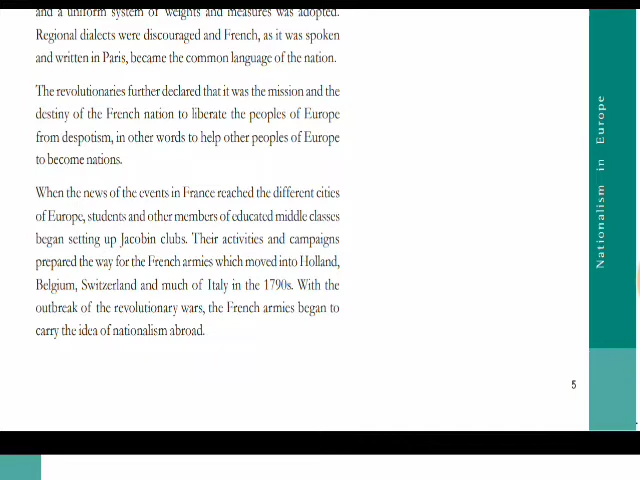 and a uniform system of weights and measures was adopted.
Regional dialects were discouraged and French, as it was spoken
and written in Paris, became the common language of the nation.
The revolutionaries further declared that it was the mission and the
destiny of the French nation to liberate the peoples of Europe
from despotism, in other words to help other peoples of Europe
to become nations.
When the news of the events in France reached the different cities
of Europe, students and other members of educated middle classes
began setting up Jacobin clubs. Their activities and campaigns
prepared the way for the French armies which moved into Holland,
Belgium, Switzerland and much of Italy in the 1790s. With the
outbreak of the revolutionary wars, the French armies began to
carry the idea of nationalism abroad.
Nationalism in Europe
5